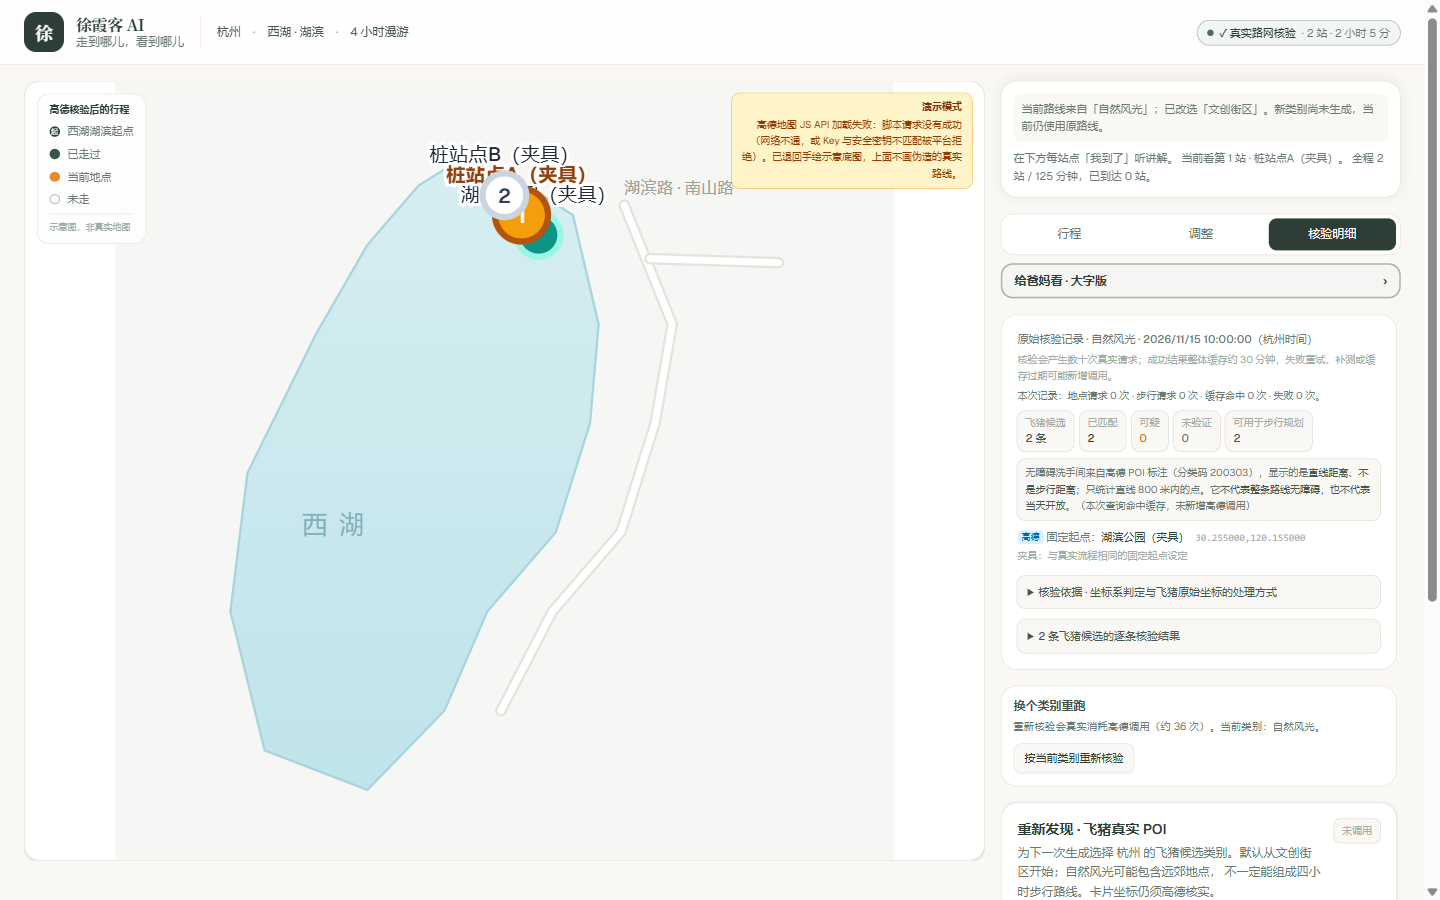 徐
徐霞客 AI
走到哪儿，看到哪儿
杭州 · 西湖·湖滨 · 4 小时漫游
✓ 真实路网核验 · 2 站 · 2 小时 5 分
高德核验后的行程
起 西湖湖滨起点
已走过
当前地点
未走
示意图，非真实地图
演示模式
高德地图 JS API 加载失败：脚本请求没有成功
（网络不通，或 Key 与安全密钥不匹配被平台拒
绝）。已退回手绘示意底图，上面不画伪造的真实
路线。
桩站点B（夹具）
桩站点A（夹具）
湖
（夹具）
2
1
湖滨路 · 南山路
西湖
当前路线来自「自然风光」；已改选「文创街区」。新类别尚未生成，当
前仍使用原路线。
在下方每站点「我到了」听讲解。 当前看第 1 站 · 桩站点A（夹具）。 全程 2
站 / 125 分钟，已到达 0 站。
行程
调整
核验明细
给爸妈看 · 大字版 ›
原始核验记录 · 自然风光 · 2026/11/15 10:00:00（杭州时间）
核验会产生数十次真实请求；成功结果整体缓存约 30 分钟，失败重试、补测或缓
存过期可能新增调用。
本次记录：地点请求 0 次 · 步行请求 0 次 · 缓存命中 0 次 · 失败 0 次。
飞猪候选
2 条
已匹配
2
可疑
0
未验证
0
可用于步行规划
2
无障碍洗手间来自高德 POI 标注（分类码 200303），显示的是直线距离、不
是步行距离；只统计直线 800 米内的点。它不代表整条路线无障碍，也不代表
当天开放。（本次查询命中缓存，未新增高德调用）
高德 固定起点：湖滨公园（夹具） 30.255000,120.155000
夹具：与真实流程相同的固定起点设定
▶ 核验依据 · 坐标系判定与飞猪原始坐标的处理方式
▶ 2 条飞猪候选的逐条核验结果
换个类别重跑
重新核验会真实消耗高德调用（约 36 次）。当前类别：自然风光。
按当前类别重新核验
重新发现 · 飞猪真实 POI
未调用
为下一次生成选择 杭州 的飞猪候选类别。默认从文创街
区开始；自然风光可能包含远郊地点， 不一定能组成四小
时步行路线。卡片坐标仍须高德核实。